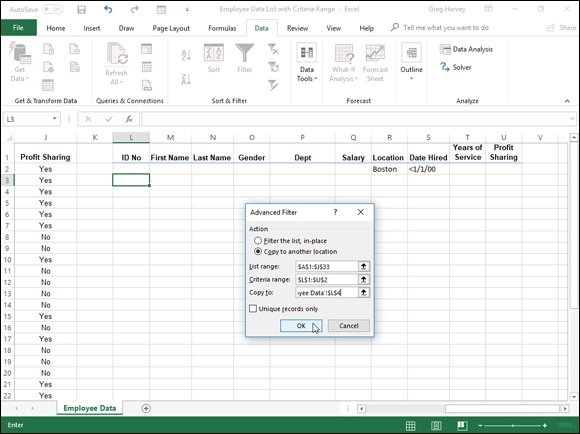 AutoSave Off Employee Data List with Criteria Range - Excel Greg Harvey
File Home Insert Draw Page Layout Formulas Data Review View Tell me what you want to do
Get Data Refresh All Sort Filter Data Tools What-If Analysis Forecast Sheet Outline Data Analysis
Solver
Get & Transform Data Queries & Connections Sort & Filter Forecast Analyze
L3 fx
J K L M N O P Q R S T U V
1 Profit Sharing ID No First Name Last Name Gender Dept Salary Location Date Hired Years of Service Profit Sharing
2 Yes Boston <1/1/00
3 Yes
4 Yes
5 Yes
6 Yes
7 No
8 No
9 Yes
10 Yes
11 No
12 No
13 Yes
14 Yes
15 Yes
16 No
17 No
18 No
19 No
20 No
21 Yes
22 Yes
Advanced Filter ?
Action
Filter the list, in-place
Copy to another location
List range: $A$1:$J$33
Criteria range: $L$1:$U$2
Copy to: -yee Data'!$L$4
Unique records only
OK Cancel
Employee Data
Enter 100%